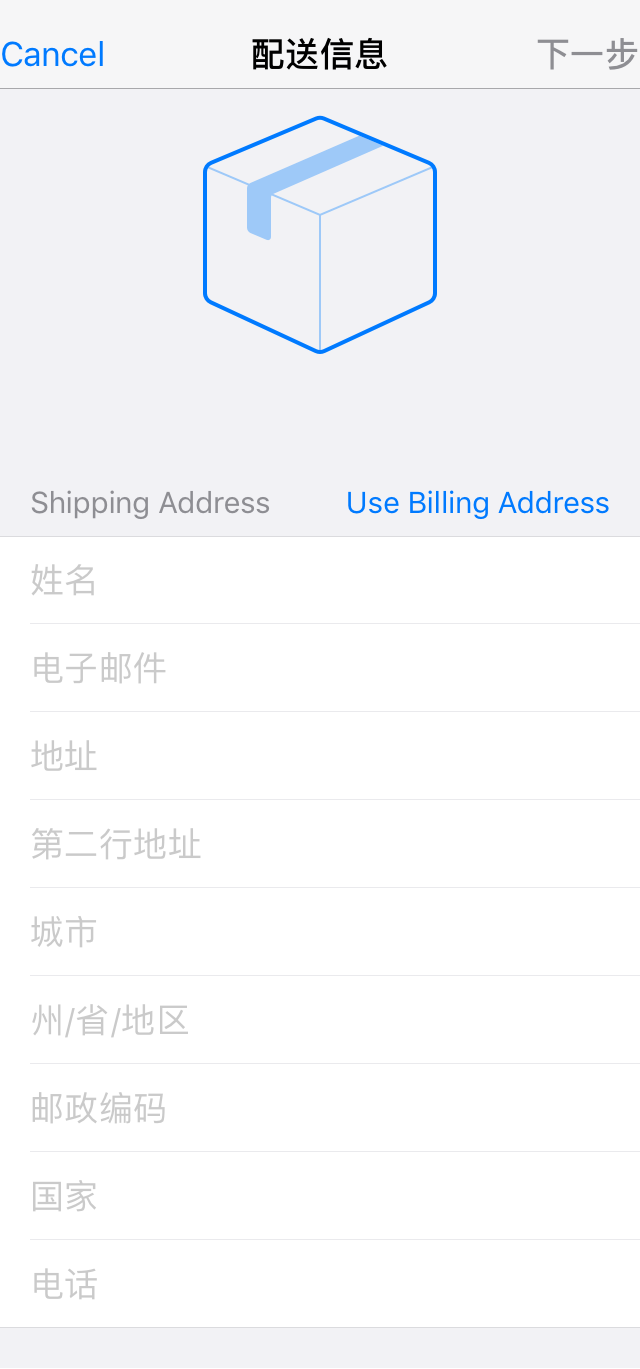 Cancel 配送信息 下一步
Shipping Address Use Billing Address
姓名
电子邮件
地址
第二行地址
城市
州/省/地区
邮政编码
国家
电话